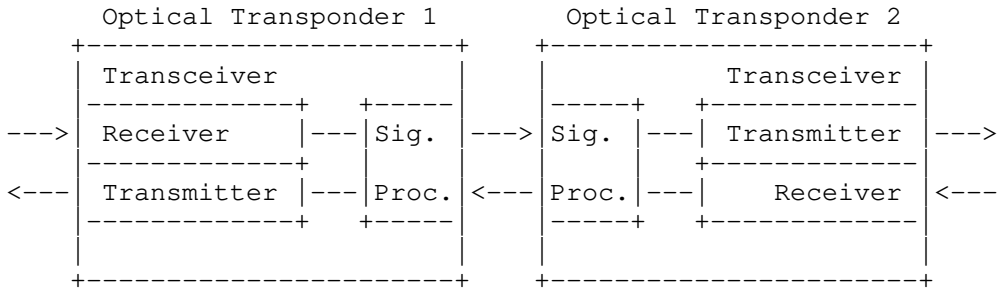 Optical Transponder 1 Optical Transponder 2
Transceiver Transceiver
Receiver Sig. Sig. Transmitter
Transmitter Proc. Proc. Receiver